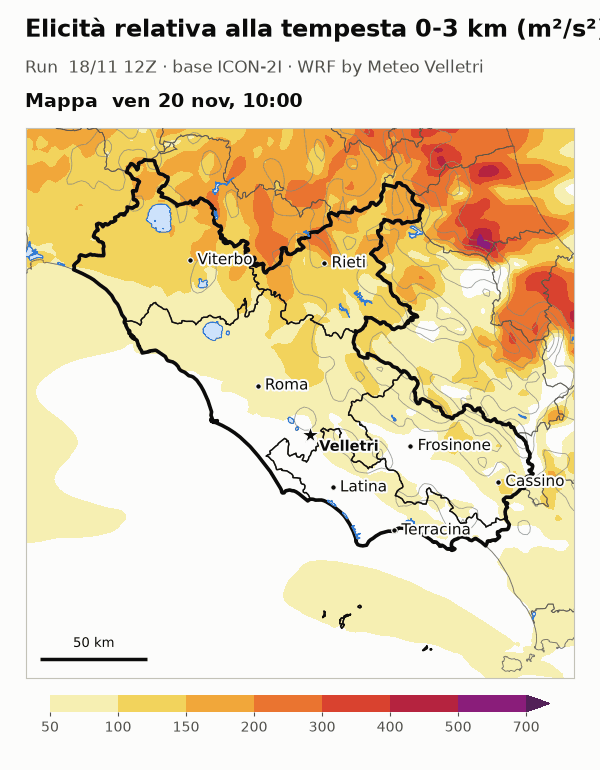 Elicità relativa alla tempesta 0-3 km (m²/s²)
Run 18/11 12Z · base ICON-2I · WRF by Meteo Velletri
Mappa ven 20 nov, 10:00
Viterbo
Rieti
Roma
Velletri
Frosinone
Latina
Cassino
Terracina
50 km
50 100 150 200 300 400 500 700